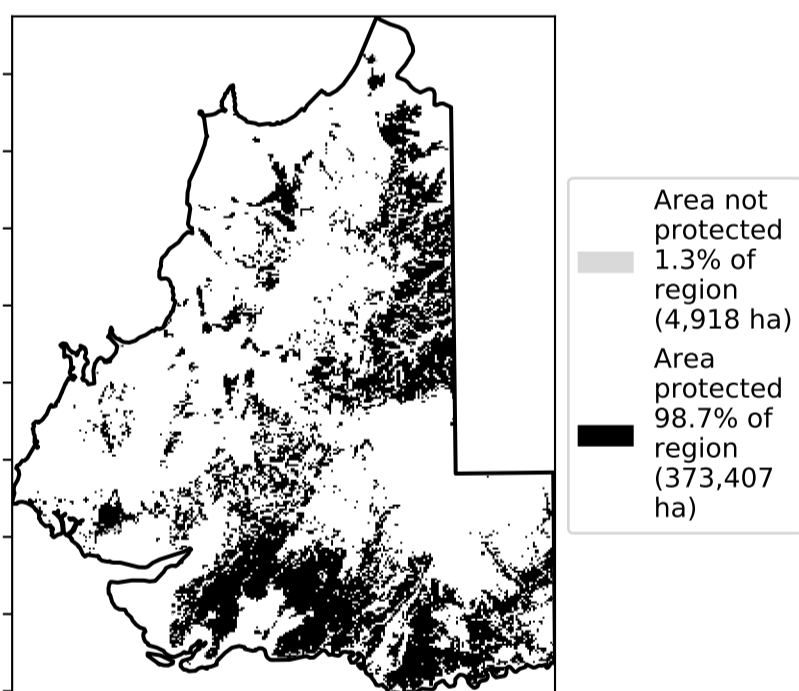 Area not
protected
1.3% of
region
(4,918 ha)
Area
protected
98.7% of
region
(373,407
ha)